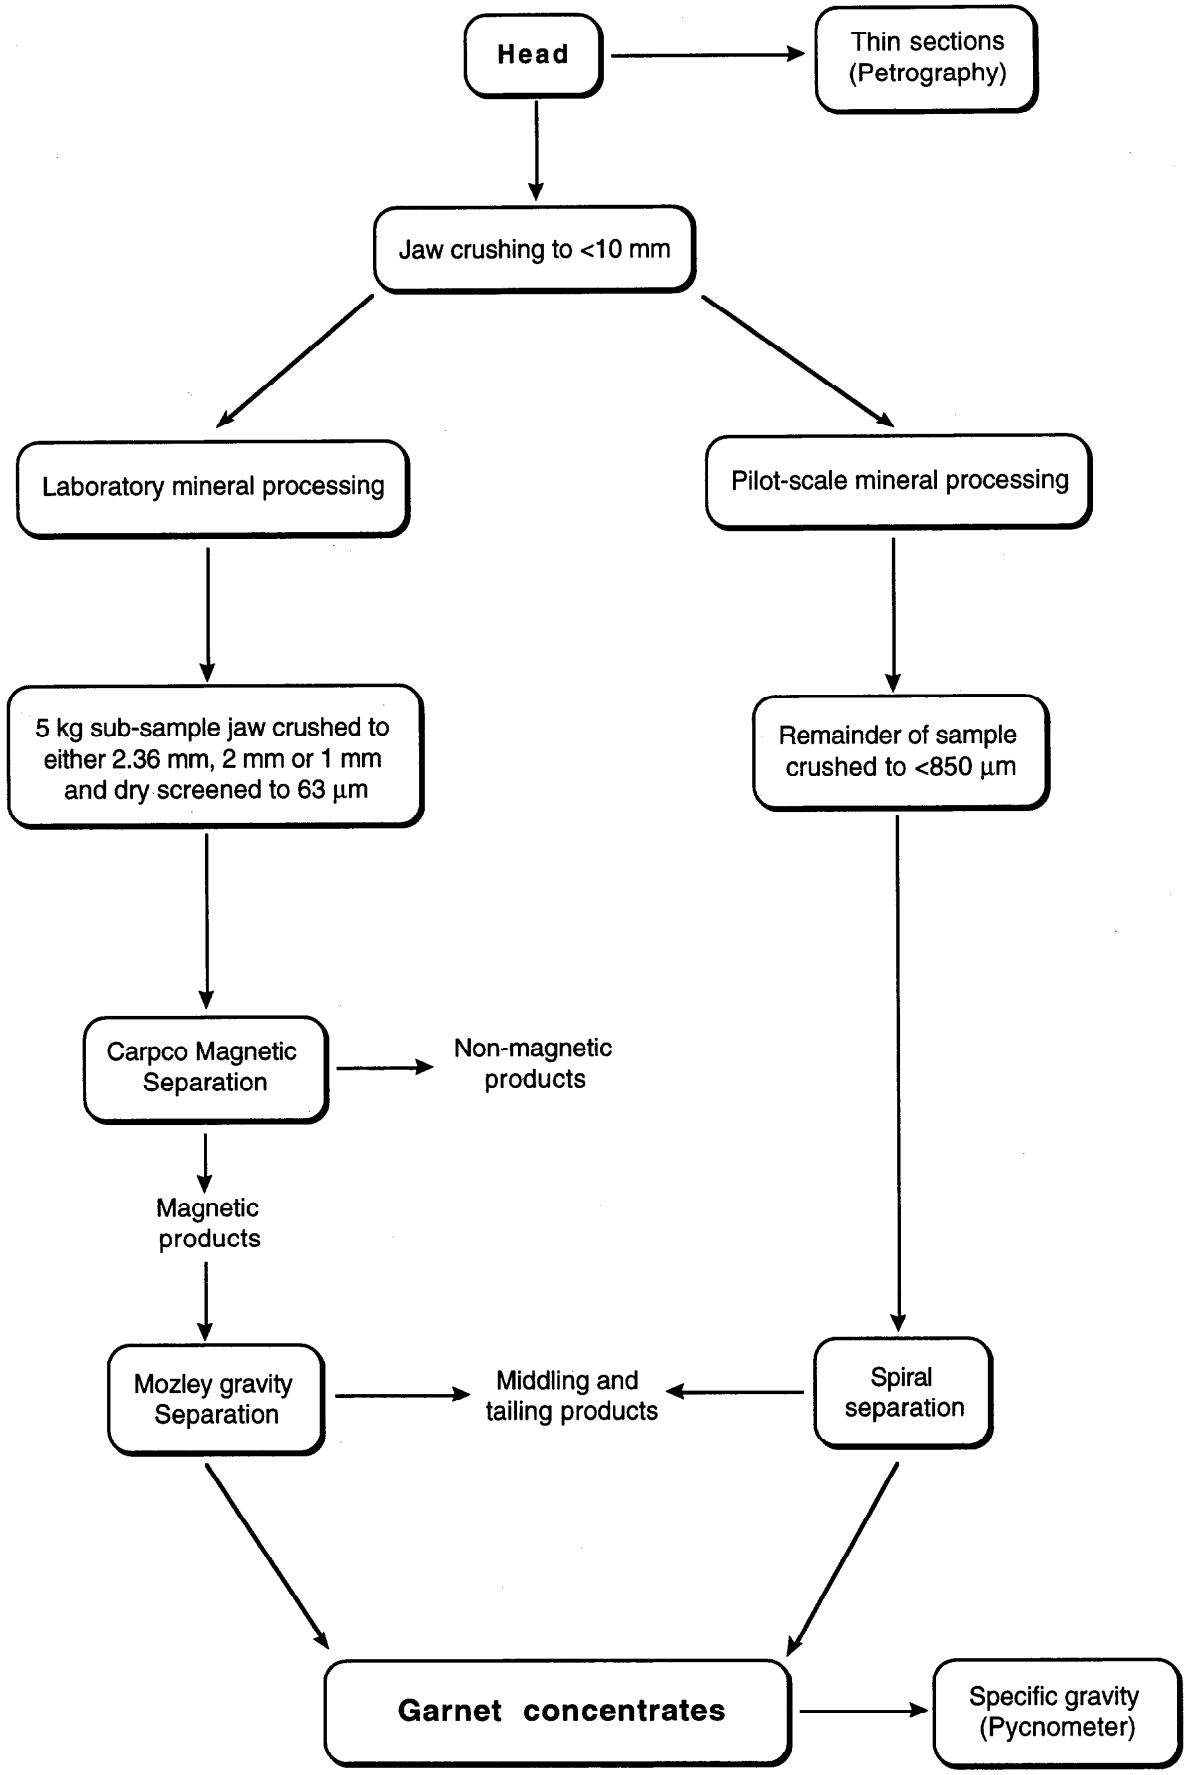 Head
Thin sections
(Petrography)
Jaw crushing to <10 mm
Laboratory mineral processing
Pilot-scale mineral processing
5 kg sub-sample jaw crushed to
either 2.36 mm, 2 mm or 1 mm
and dry screened to 63 μm
Remainder of sample
crushed to <850 μm
Carpco Magnetic
Separation
Non-magnetic
products
Magnetic
products
Mozley gravity
Separation
Middling and
tailing products
Spiral
separation
Garnet concentrates
Specific gravity
(Pycnometer)